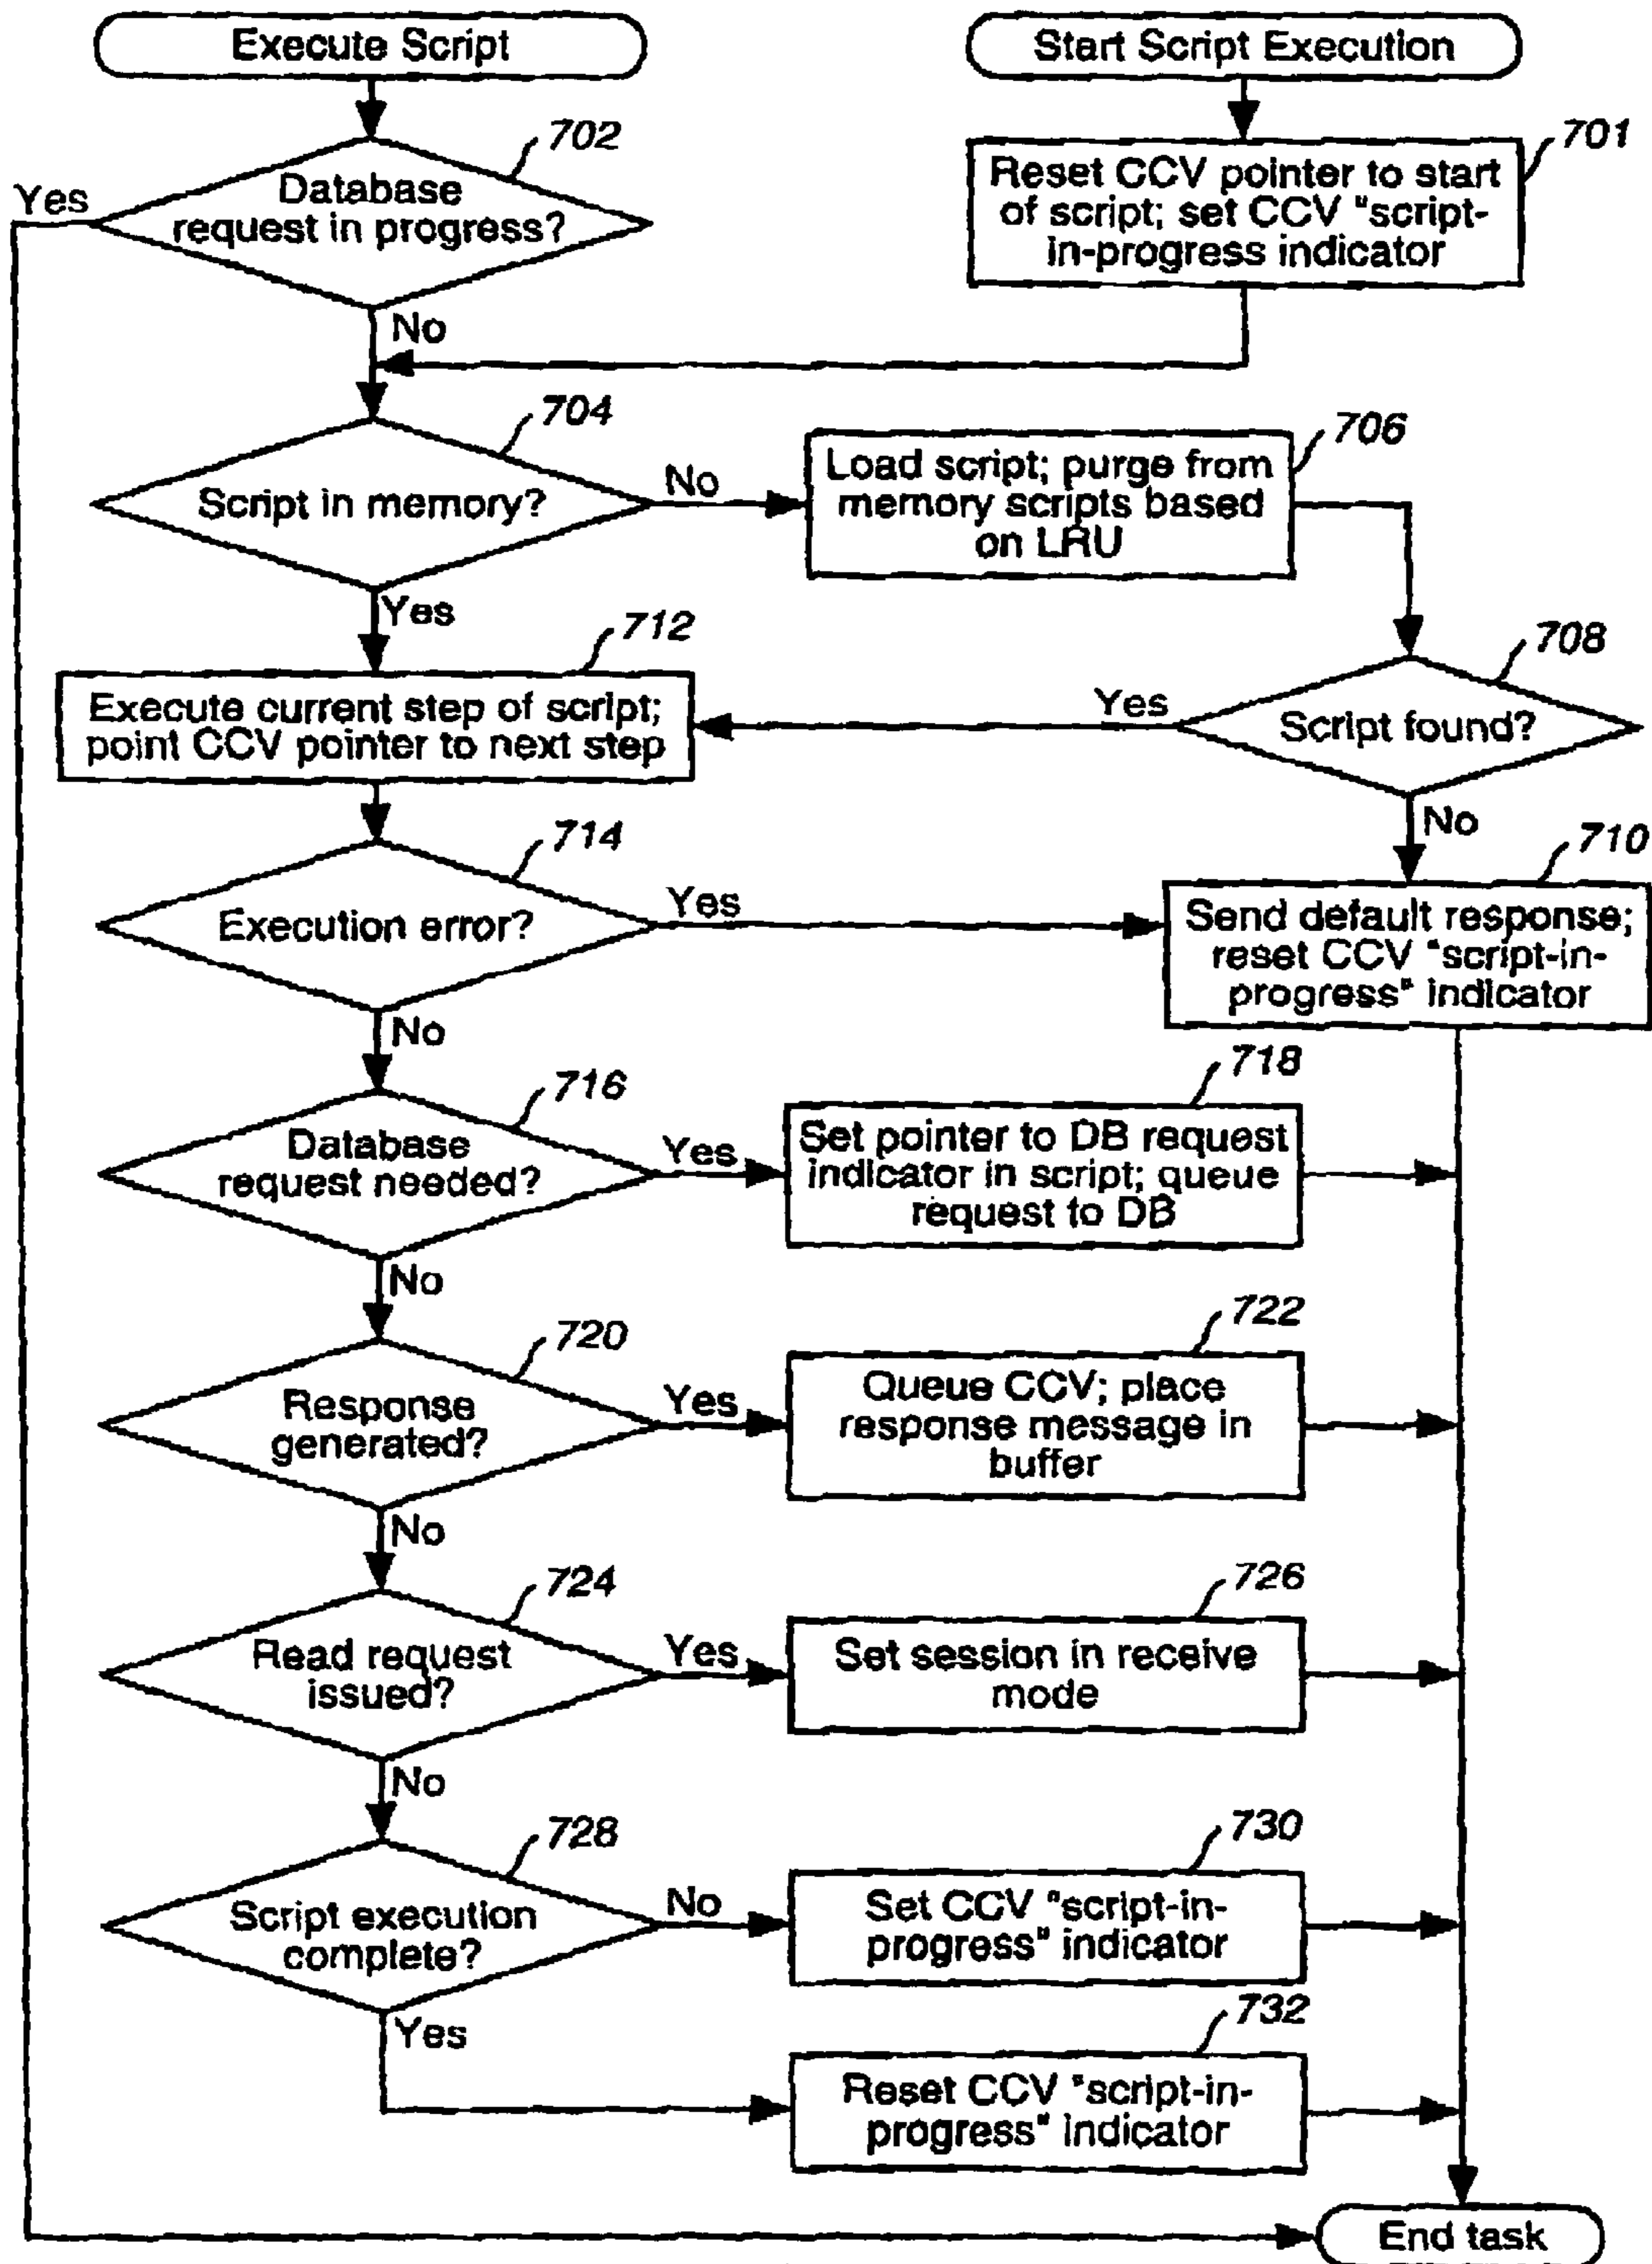 Execute Script
Start Script Execution
702
701
Database
request in progress?
Yes
Reset CCV pointer to start
of script; set CCV "script-
in-progress indicator
No
704
706
Script in memory?
No
Load script; purge from
memory scripts based
on LRU
Yes
712
708
Execute current step of script;
point CCV pointer to next step
Yes
Script found?
No
714
710
Execution error?
Yes
Send default response;
reset CCV "script-in-
progress" indicator
No
716
718
Database
request needed?
Yes
Set pointer to DB request
indicator in script; queue
request to DB
No
720
722
Response
generated?
Yes
Queue CCV; place
response message in
buffer
No
724
726
Read request
issued?
Yes
Set session in receive
mode
No
728
730
Script execution
complete?
No
Set CCV "script-in-
progress" indicator
Yes
732
Reset CCV "script-in-
progress" indicator
End task